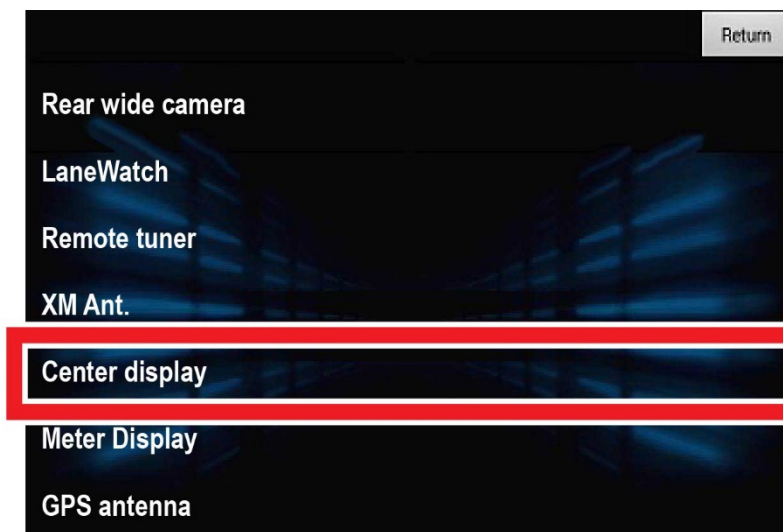 Return
Rear wide camera
LaneWatch
Remote tuner
XM Ant.
Center display
Meter Display
GPS antenna